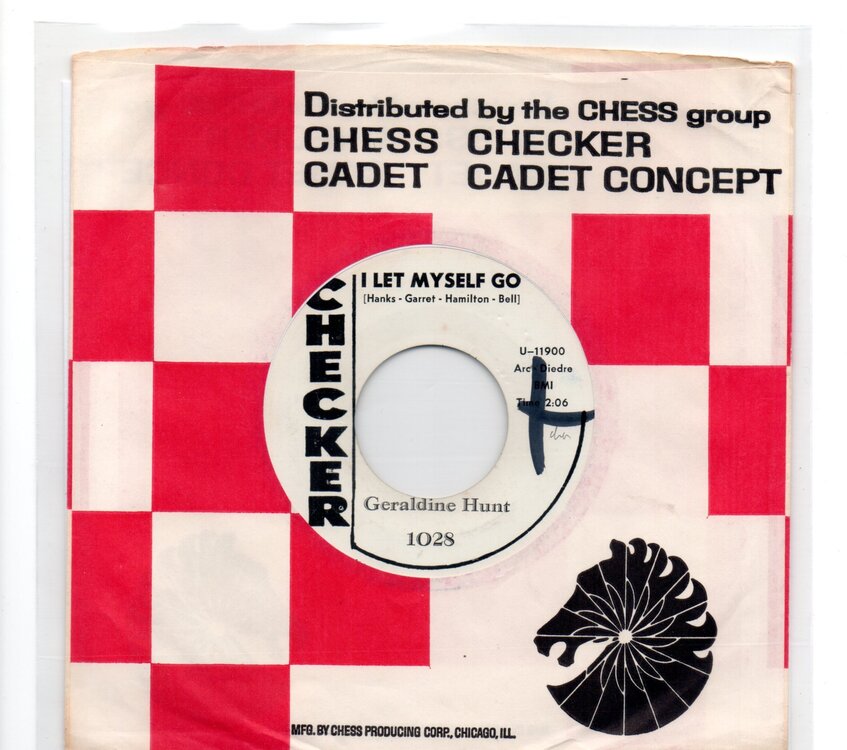 Distributed by the CHESS group
CHESS CHECKER
CADET CADET CONCEPT
CHECKER
I LET MYSELF GO
[Hanks - Garret - Hamilton - Bell]
U-11900
Arc - Diedre
BMI
Time 2:06
Geraldine Hunt
1028
MFG. BY CHESS PRODUCING CORP., CHICAGO, ILL.